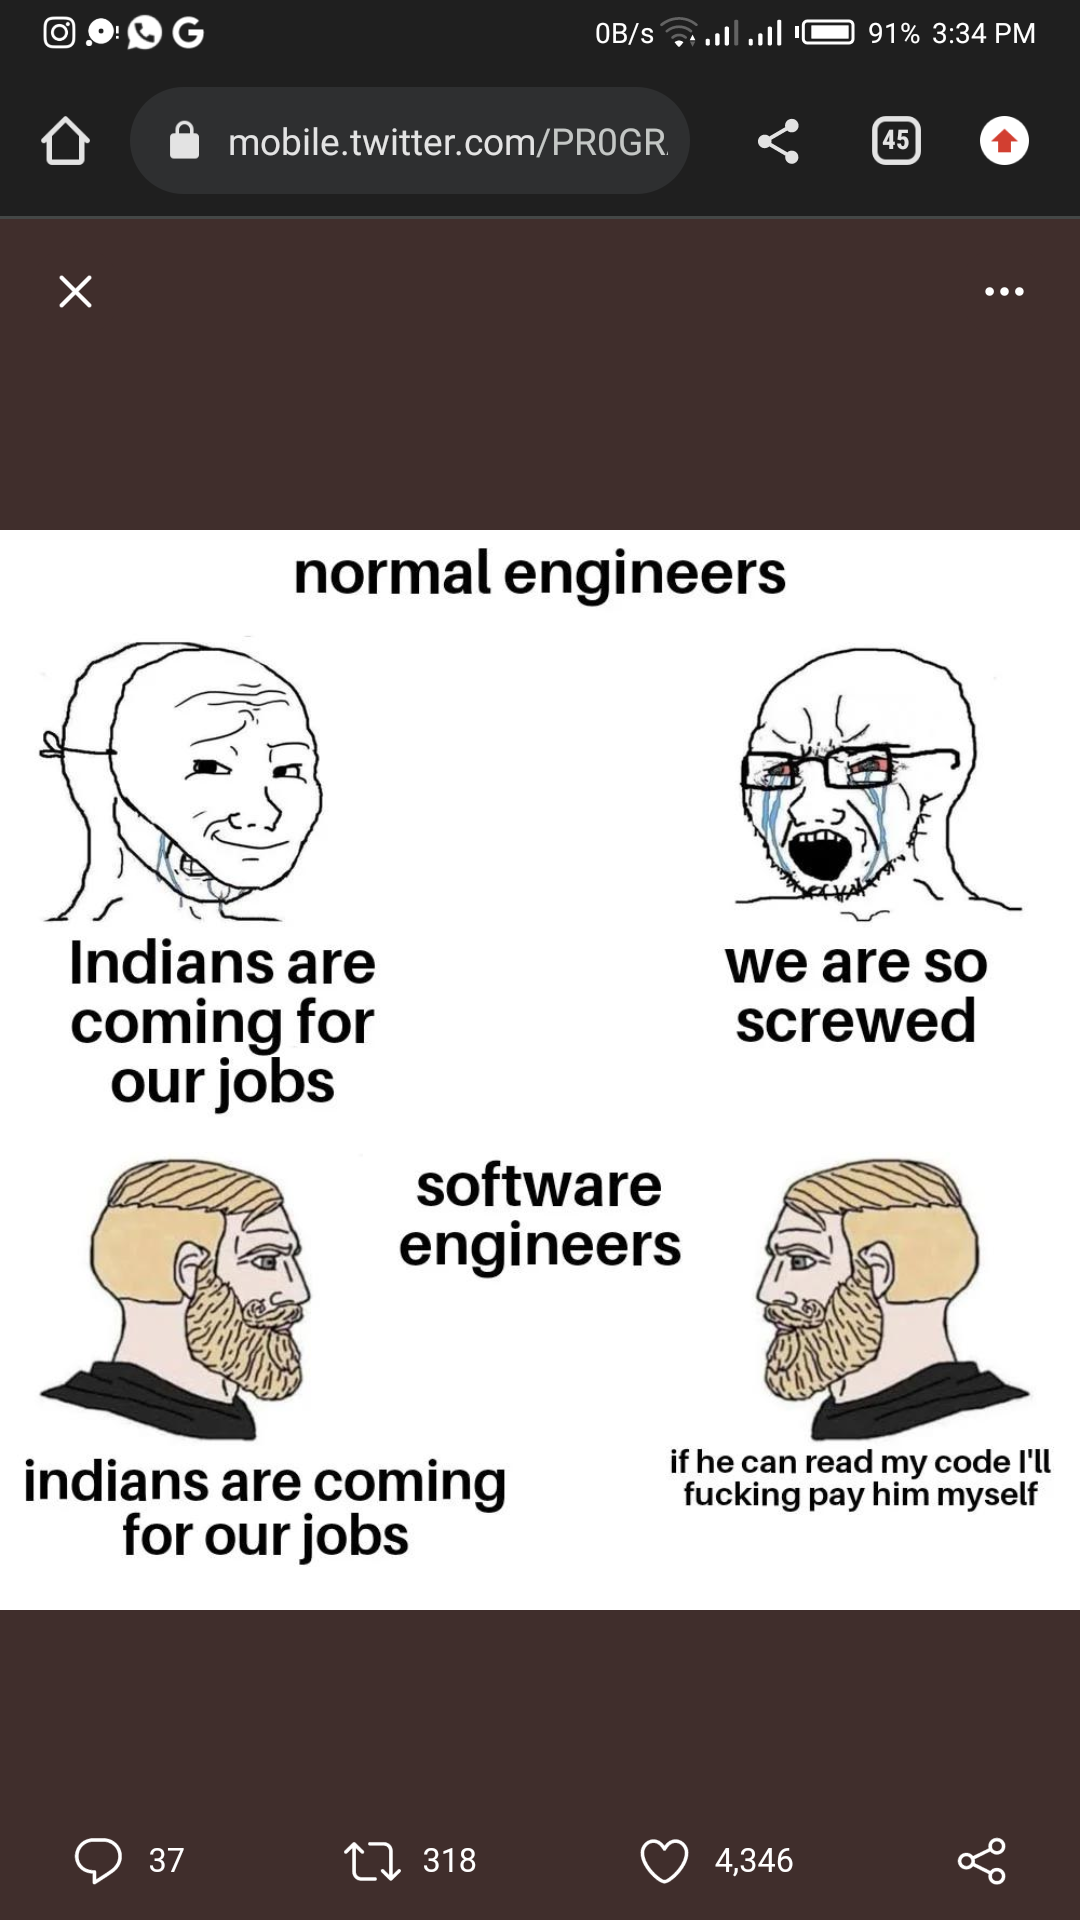 0B/s 91% 3:34 PM
mobile.twitter.com/PR0GR
45
normal engineers
Indians are
coming for
our jobs
we are so
screwed
software
engineers
indians are coming
for our jobs
if he can read my code I'll
fucking pay him myself
37 318 4,346